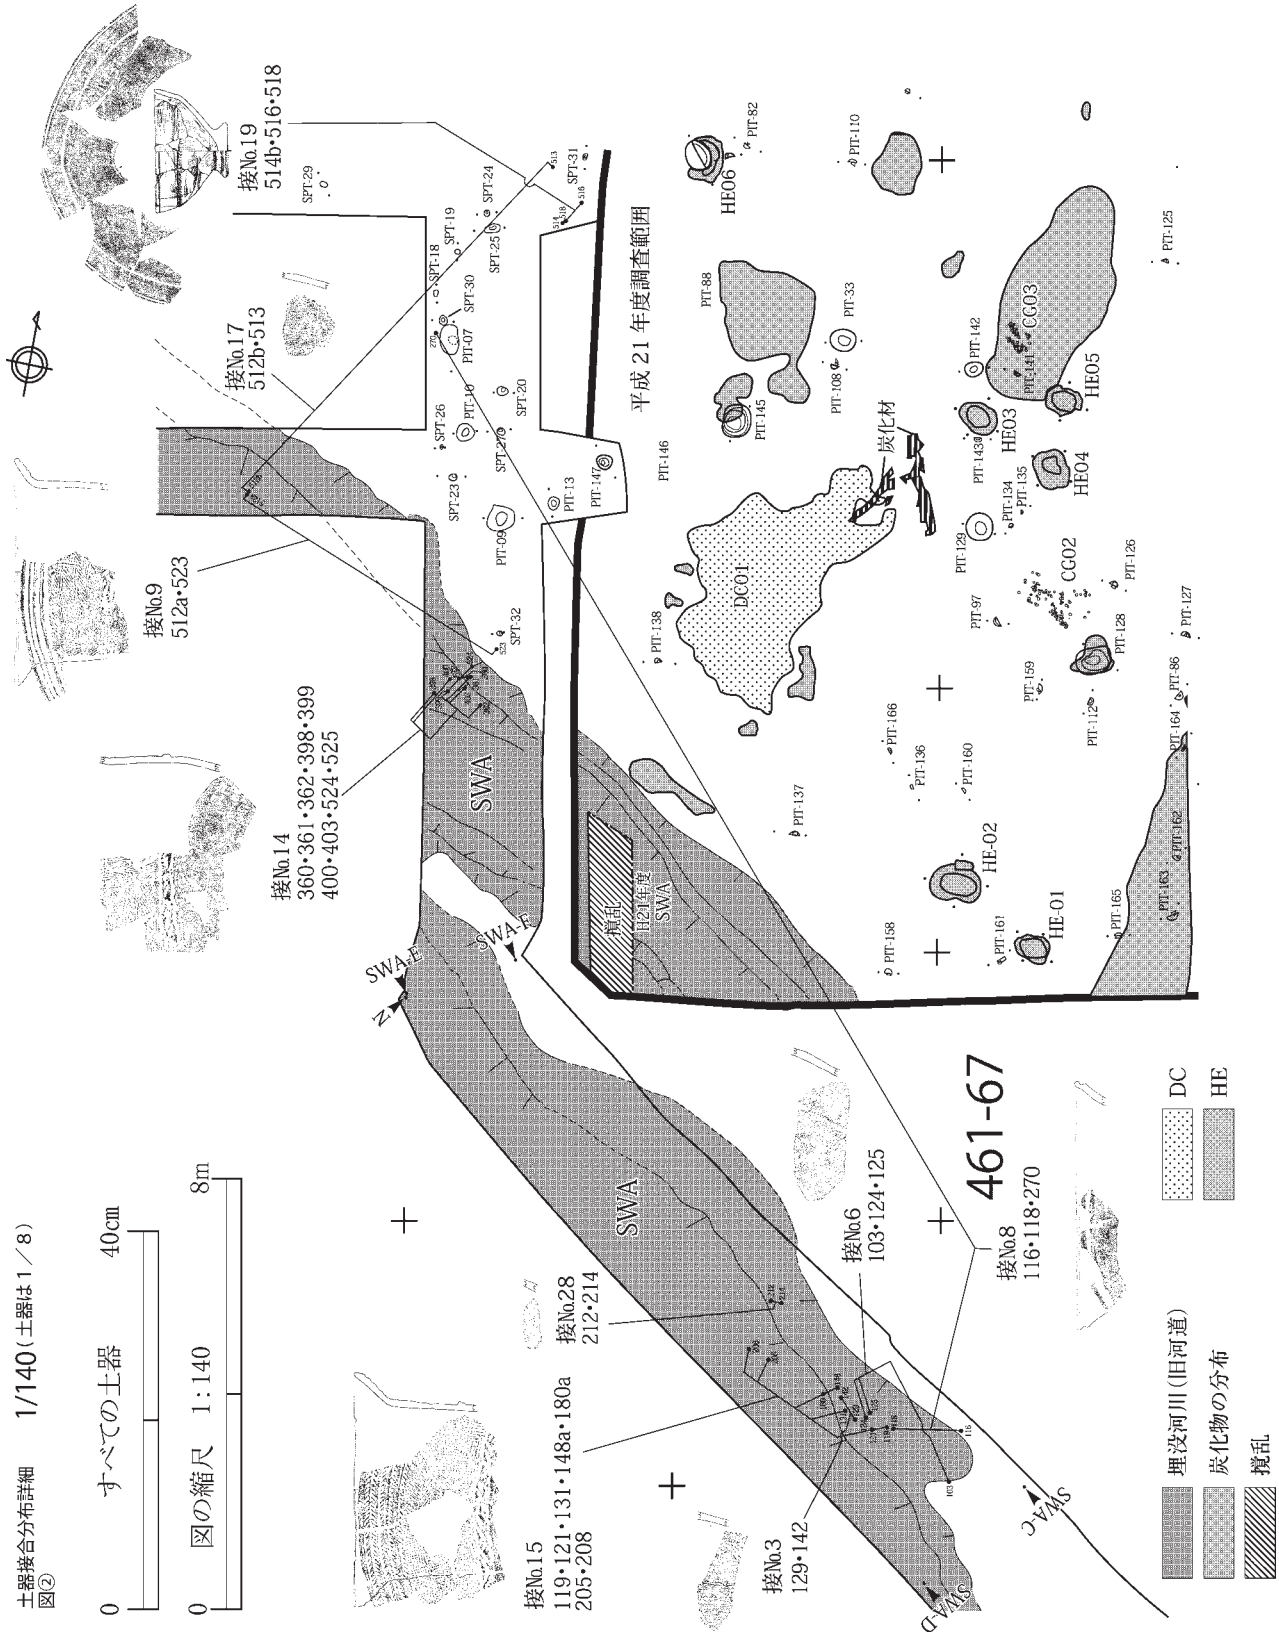 土器接合分布詳細 1/140(土器は1/8)
図②
すべての土器
0 40cm
図の縮尺 1:140
0 8m
接No.19
514b•516•518
接No.17
512b•513
接No.9
512a•523
接No.14
360•361•362•398•399
400•403•524•525
接No.28
212•214
接No.15
119•121•131•148a•180a
205•208
接No.3
129•142
接No.6
103•124•125
接No.8
116•118•270
461-67
SWA
SWA
SWA-E
SWA-F
SWA-C
SWA-D
N
平成21年度調査範囲
攪乱
H21年度
SWA
SPT-29
SPT-24
SPT-19
SPT-18
SPT-25
SPT-30
SPT-31
PIT-07
270
513
516
518
514
SPT-26
PIT-10
SPT-20
SPT-27
SPT-23
PIT-09
PIT-13
PIT-147
523
SPT-32
PIT-146
HE06
PIT-82
PIT-110
PIT-88
PIT-33
PIT-108
PIT-145
炭化材
DC01
PIT-138
PIT-125
CG03
PIT-142
PIT-141
HE05
HE03
PIT-143
HE04
PIT-135
PIT-134
PIT-129
CG02
PIT-126
PIT-97
PIT-128
PIT-127
PIT-159
PIT-112
PIT-86
PIT-164
PIT-166
PIT-136
PIT-160
PIT-137
HE-02
PIT-162
PIT-163
PIT-165
HE-01
PIT-161
PIT-158
212
214
116
103
埋没河川(旧河道)
炭化物の分布
攪乱
DC
HE